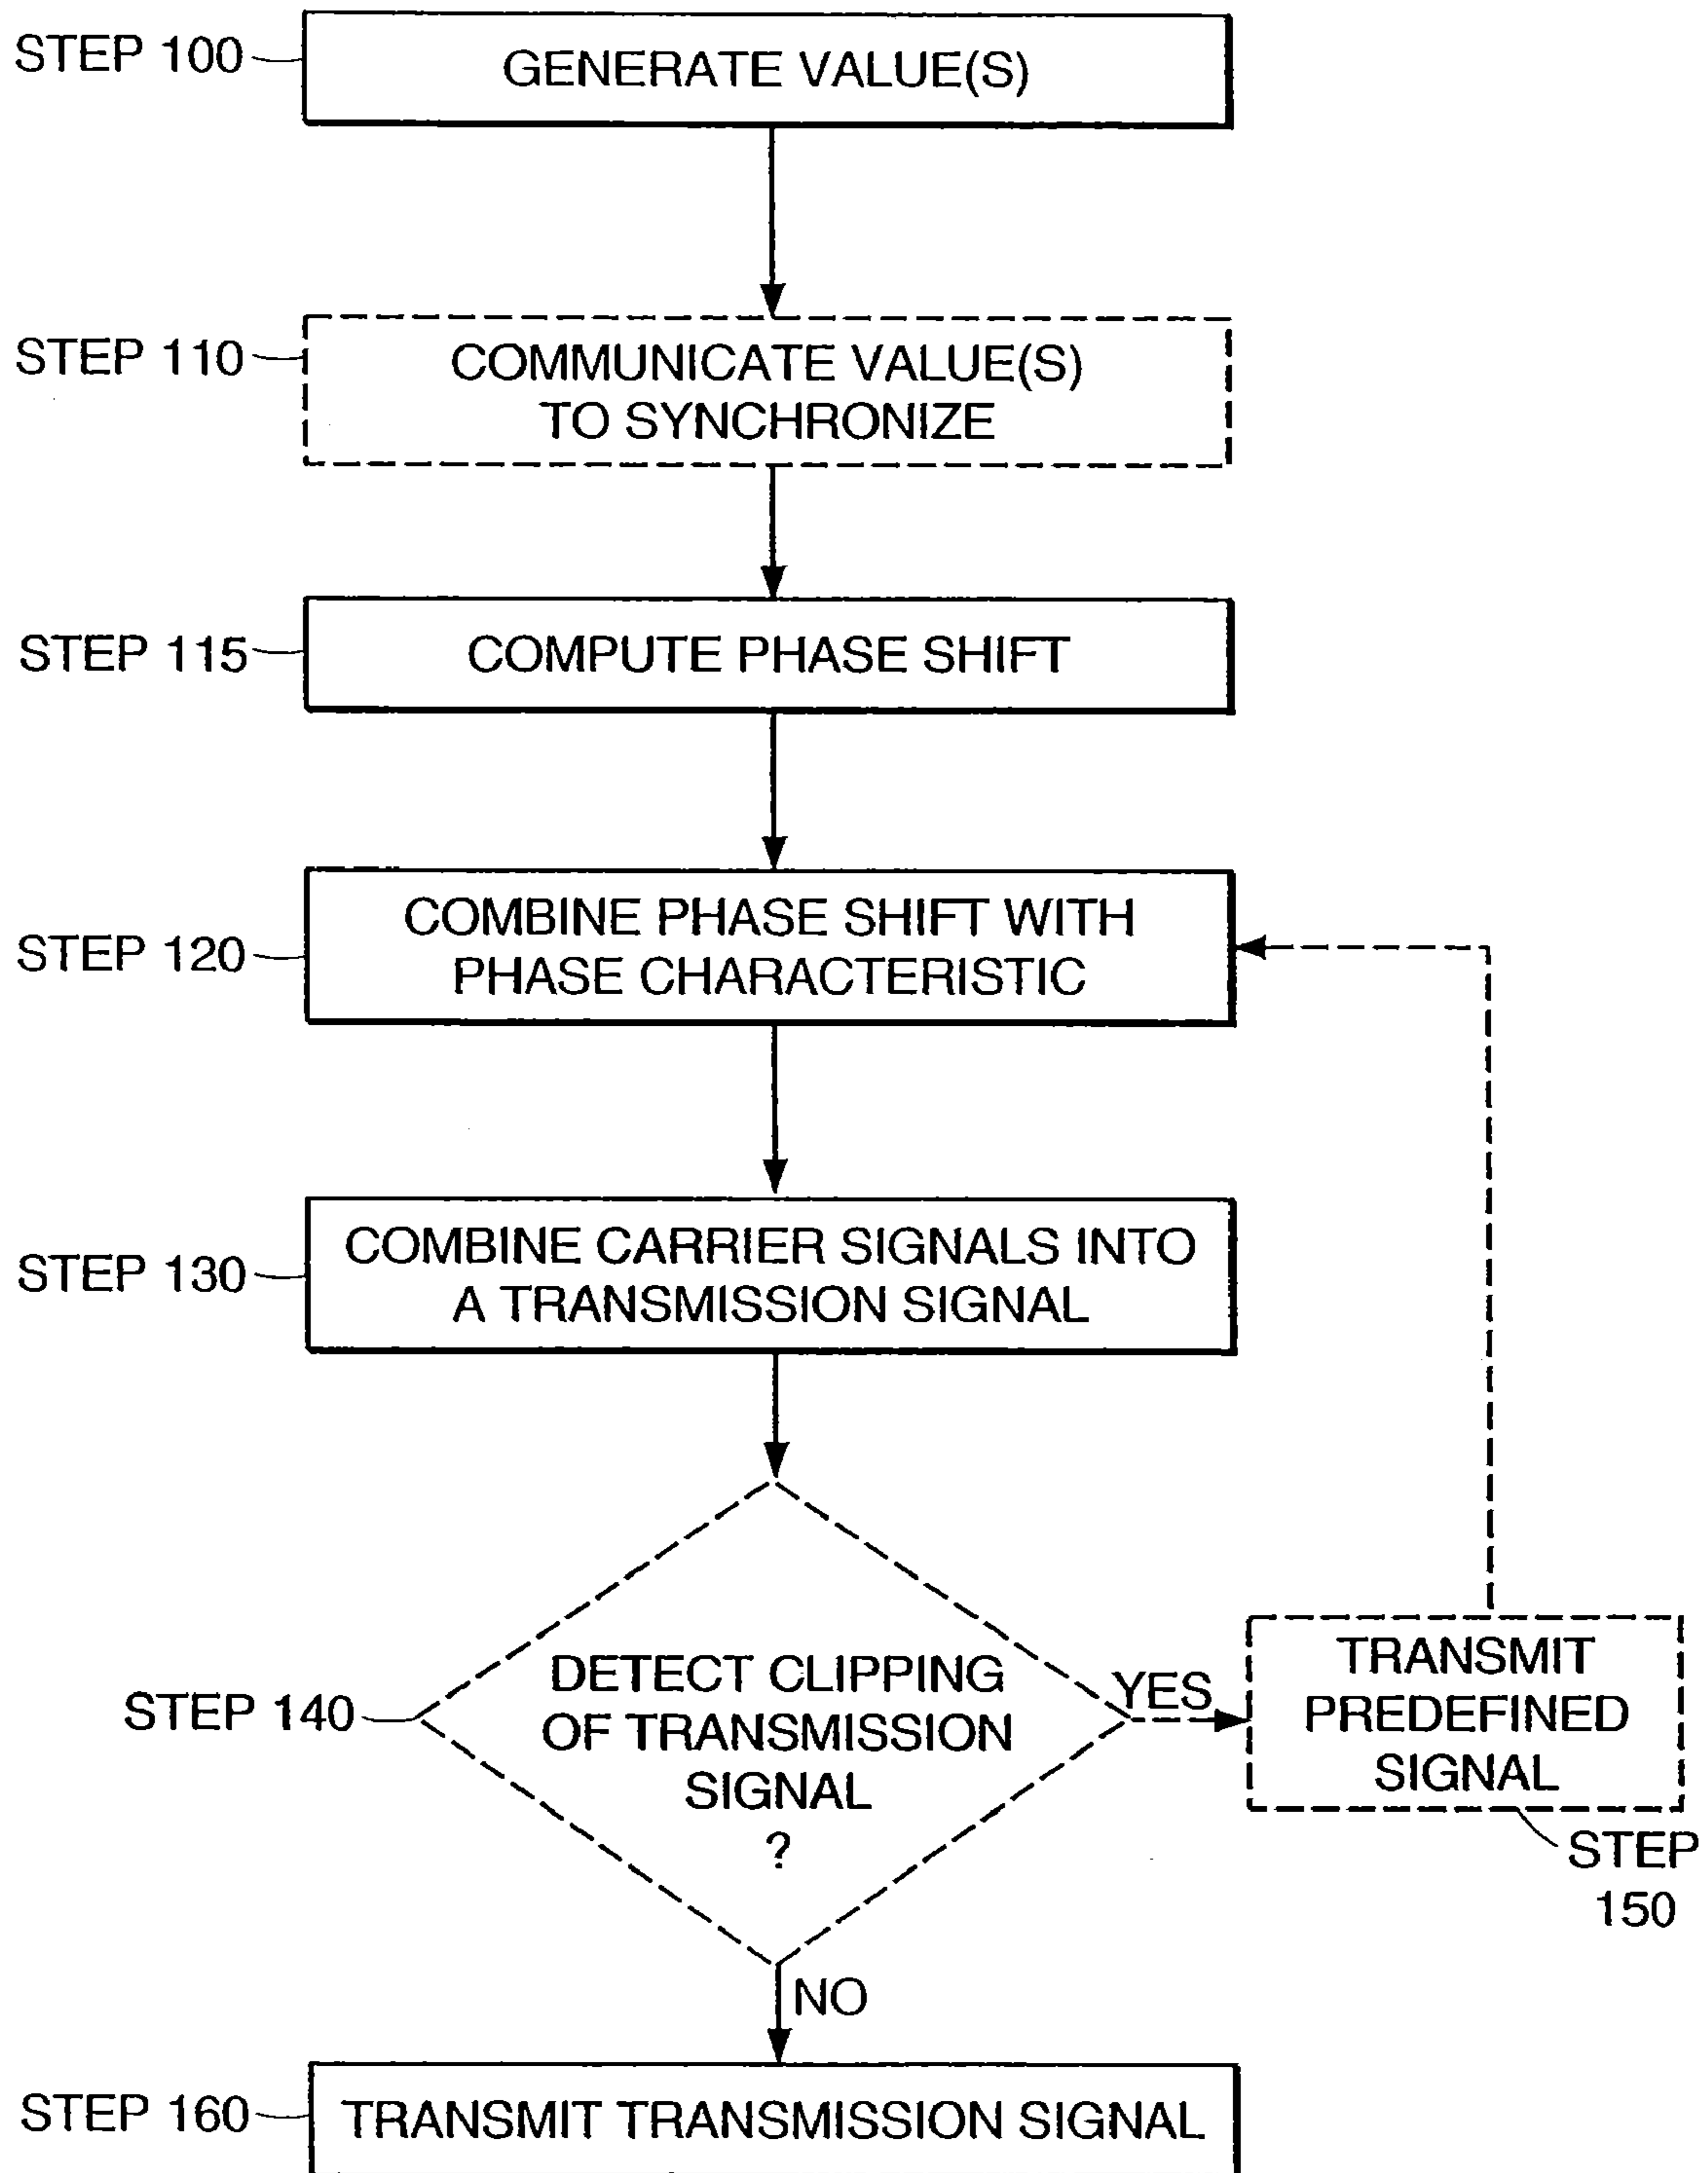 STEP 100
GENERATE VALUE(S)
STEP 110
COMMUNICATE VALUE(S)
TO SYNCHRONIZE
STEP 115
COMPUTE PHASE SHIFT
STEP 120
COMBINE PHASE SHIFT WITH
PHASE CHARACTERISTIC
STEP 130
COMBINE CARRIER SIGNALS INTO
A TRANSMISSION SIGNAL
STEP 140
DETECT CLIPPING
OF TRANSMISSION
SIGNAL
?
YES
TRANSMIT
PREDEFINED
SIGNAL
STEP
150
NO
STEP 160
TRANSMIT TRANSMISSION SIGNAL